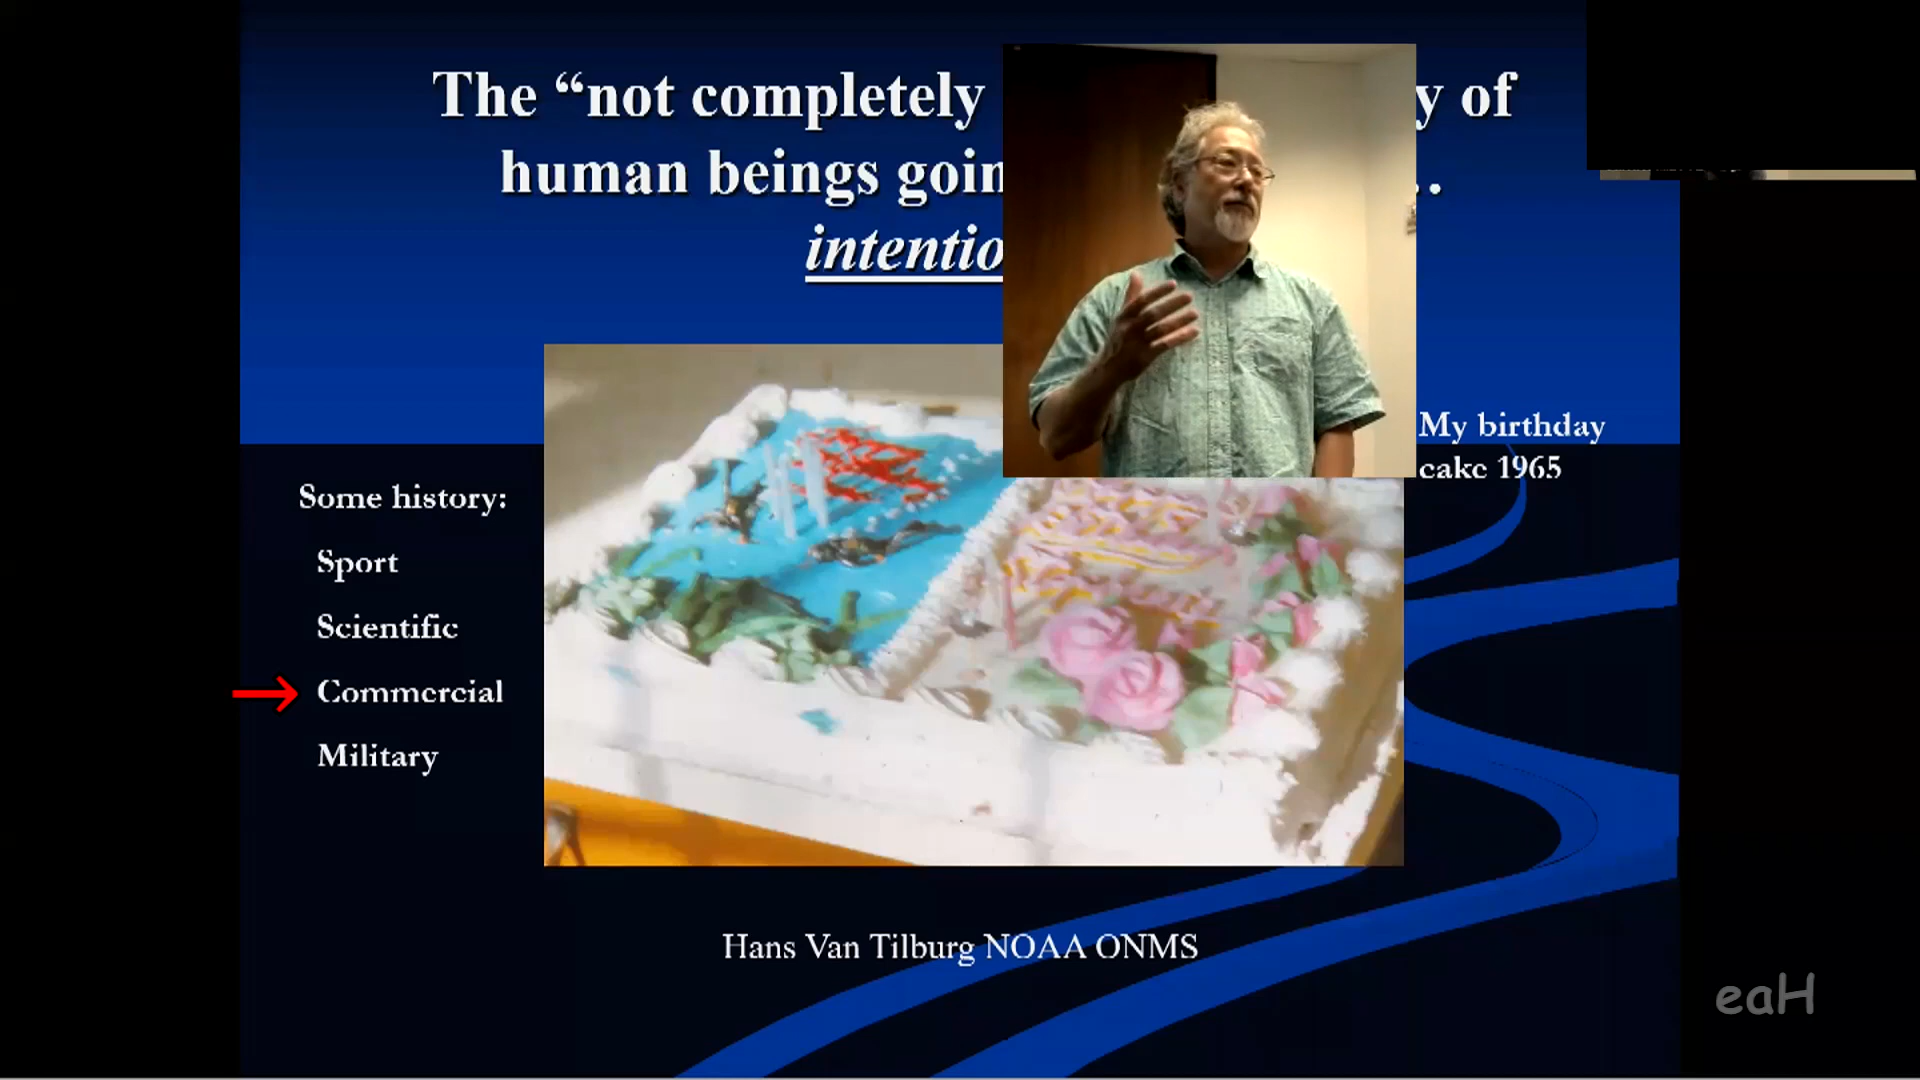 The “not completely y of
human beings goin ..
intentio
My birthday
cake 1965
Some history:
Sport
Scientific
Commercial
Military
Hans Van Tilburg NOAA ONMS
eaH